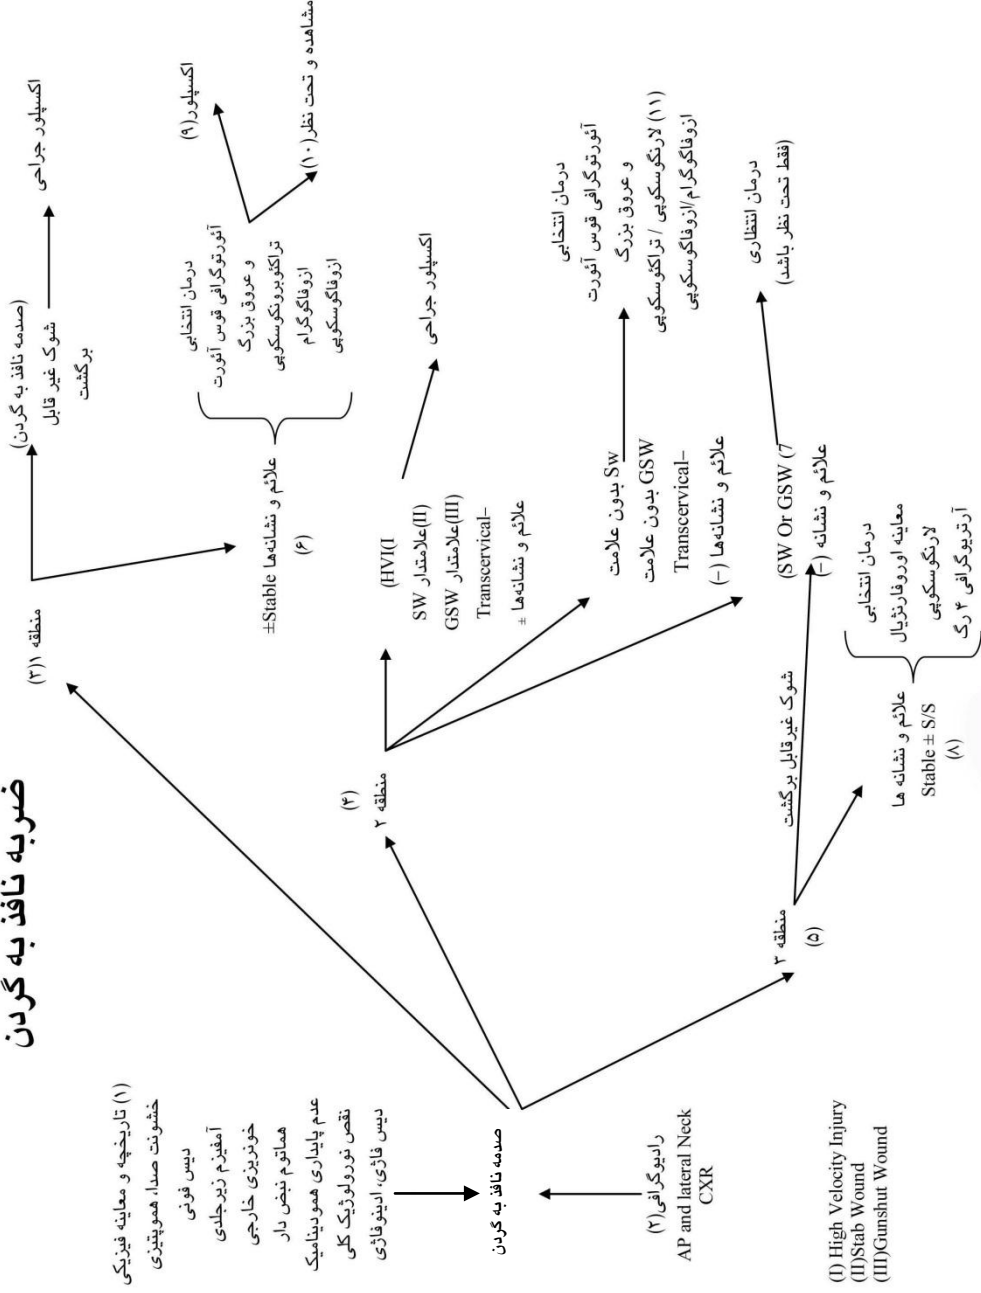 ضربه نافذ به گردن
(۱) تاریخچه و معاینه فیزیکی
خشونت صدا، هموپتیزی
دیس فونی
آمفیزم زیرجلدی
خونریزی خارجی
هماتوم نبض دار
عدم پایداری همودینامیک
نقص نورولوژیک کلی
دیس فاژی، ادینوفاژی
صدمه نافذ به گردن
رادیوگرافی(۲)
AP and lateral Neck
CXR
(I) High Velocity Injury
(II)Stab Wound
(III)Gunshut Wound
منطقه ۱(۳)
(صدمه نافذ به گردن)
شوک غیر قابل
برگشت
اکسپلور جراحی
علائم و نشانه‌ها Stable±
(۶)
درمان انتخابی
آئورتوگرافی قوس آئورت
و عروق بزرگ
تراکئوبرونکوسکوپی
ازوفاگوگرام
ازوفاگوسکوپی
اکسپلور(۹)
مشاهده و تحت نظر(۱۰)
(۴)
منطقه ۲
(HVI(I
SW علامتدار(II)
GSW علامتدار(III)
Transcervical–
علائم و نشانه‌ها ±
اکسپلور جراحی
Sw بدون علامت
GSW بدون علامت
Transcervical–
علائم و نشانه‌ها (–)
درمان انتخابی
آئورتوگرافی قوس آئورت
و عروق بزرگ
(۱۱) لارنگوسکوپی / تراکئوسکوپی
ازوفاگوگرام/ازوفاگوسکوپی
(SW Or GSW (7
علائم و نشانه (–)
درمان انتظاری
(فقط تحت نظر باشد)
منطقه ۳
(۵)
شوک غیرقابل برگشت
علائم و نشانه ها
Stable ± S/S
(۸)
درمان انتخابی
معاینه اوروفارنژیال
لارنگوسکوپی
آرتریوگرافی ۴ رگ